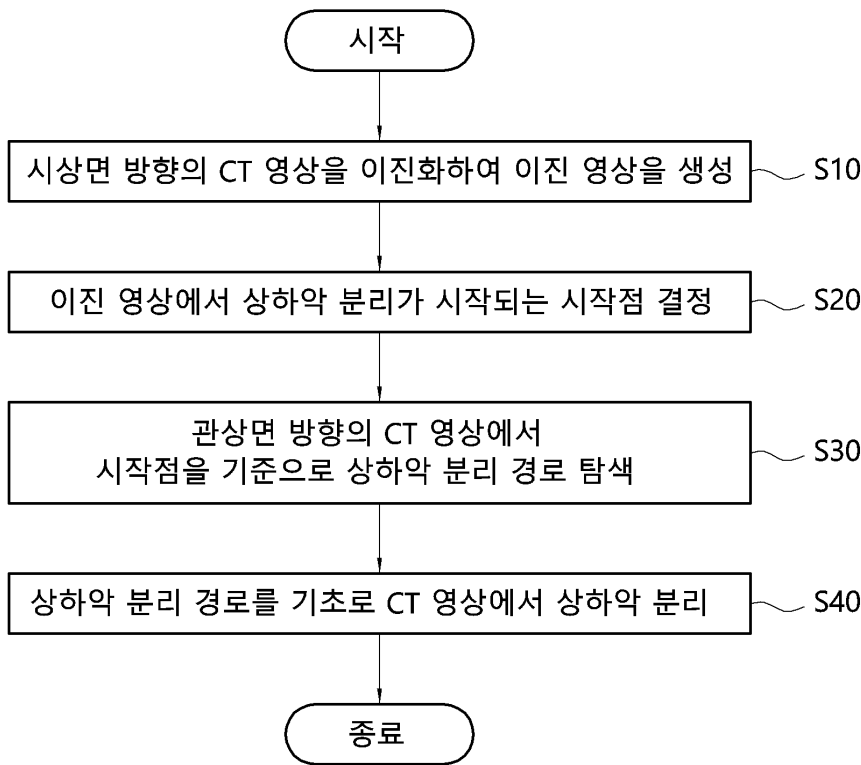 시작
시상면 방향의 CT 영상을 이진화하여 이진 영상을 생성
S10
이진 영상에서 상하악 분리가 시작되는 시작점 결정
S20
관상면 방향의 CT 영상에서
시작점을 기준으로 상하악 분리 경로 탐색
S30
상하악 분리 경로를 기초로 CT 영상에서 상하악 분리
S40
종료